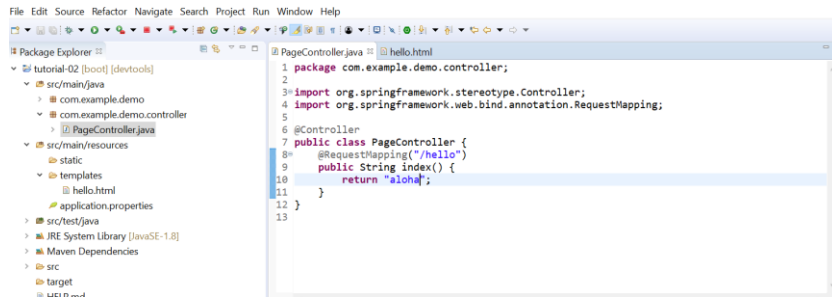 File Edit Source Refactor Navigate Search Project Run Window Help
Package Explorer
tutorial-02 [boot] [devtools]
src/main/java
com.example.demo
com.example.demo.controller
PageController.java
src/main/resources
static
templates
hello.html
application.properties
src/test/java
JRE System Library [JavaSE-1.8]
Maven Dependencies
src
target
HELP.md
PageController.java hello.html
1 package com.example.demo.controller;
2
3 import org.springframework.stereotype.Controller;
4 import org.springframework.web.bind.annotation.RequestMapping;
5
6 @Controller
7 public class PageController {
8 @RequestMapping("/hello")
9 public String index() {
10 return "aloha";
11 }
12 }
13